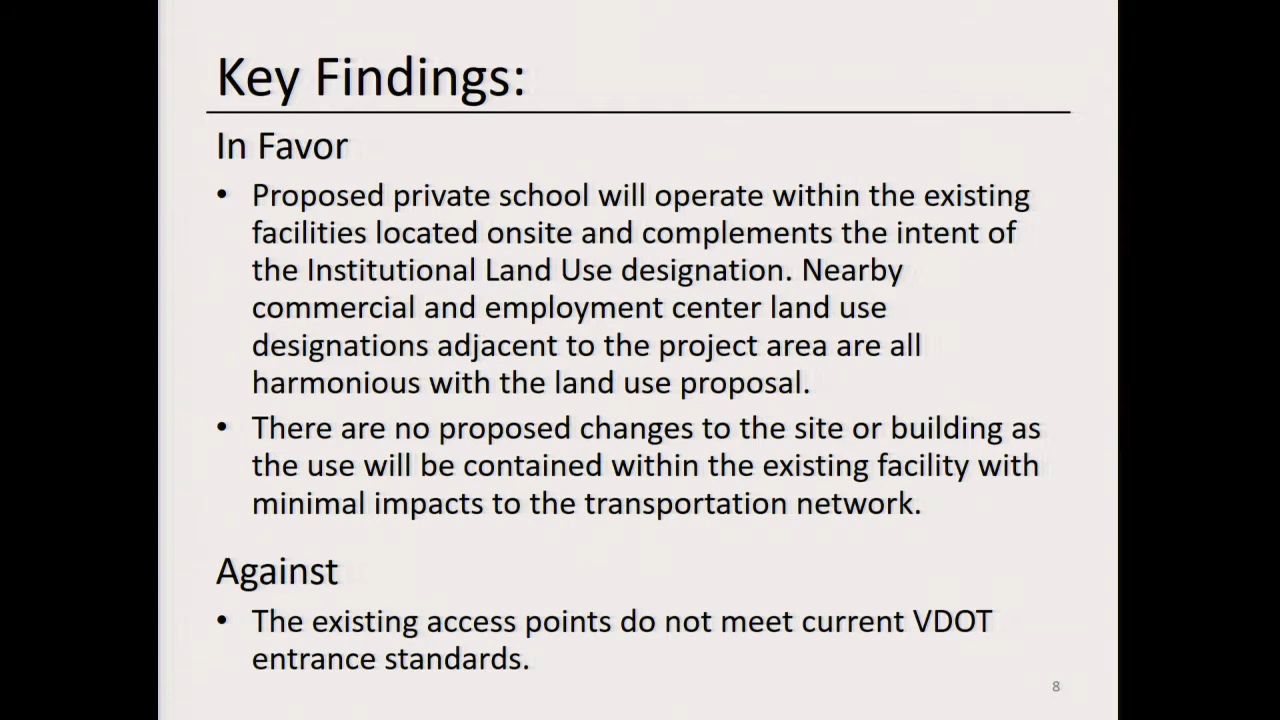 Key Findings:
In Favor
• Proposed private school will operate within the existing
facilities located onsite and complements the intent of
the Institutional Land Use designation. Nearby
commercial and employment center land use
designations adjacent to the project area are all
harmonious with the land use proposal.
• There are no proposed changes to the site or building as
the use will be contained within the existing facility with
minimal impacts to the transportation network.
Against
• The existing access points do not meet current VDOT
entrance standards.
8